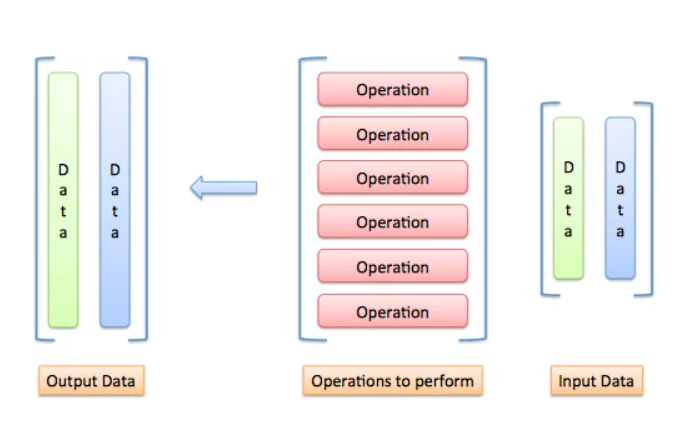 Data
Data
Operation
Operation
Operation
Operation
Operation
Operation
Data
Data
Output Data
Operations to perform
Input Data